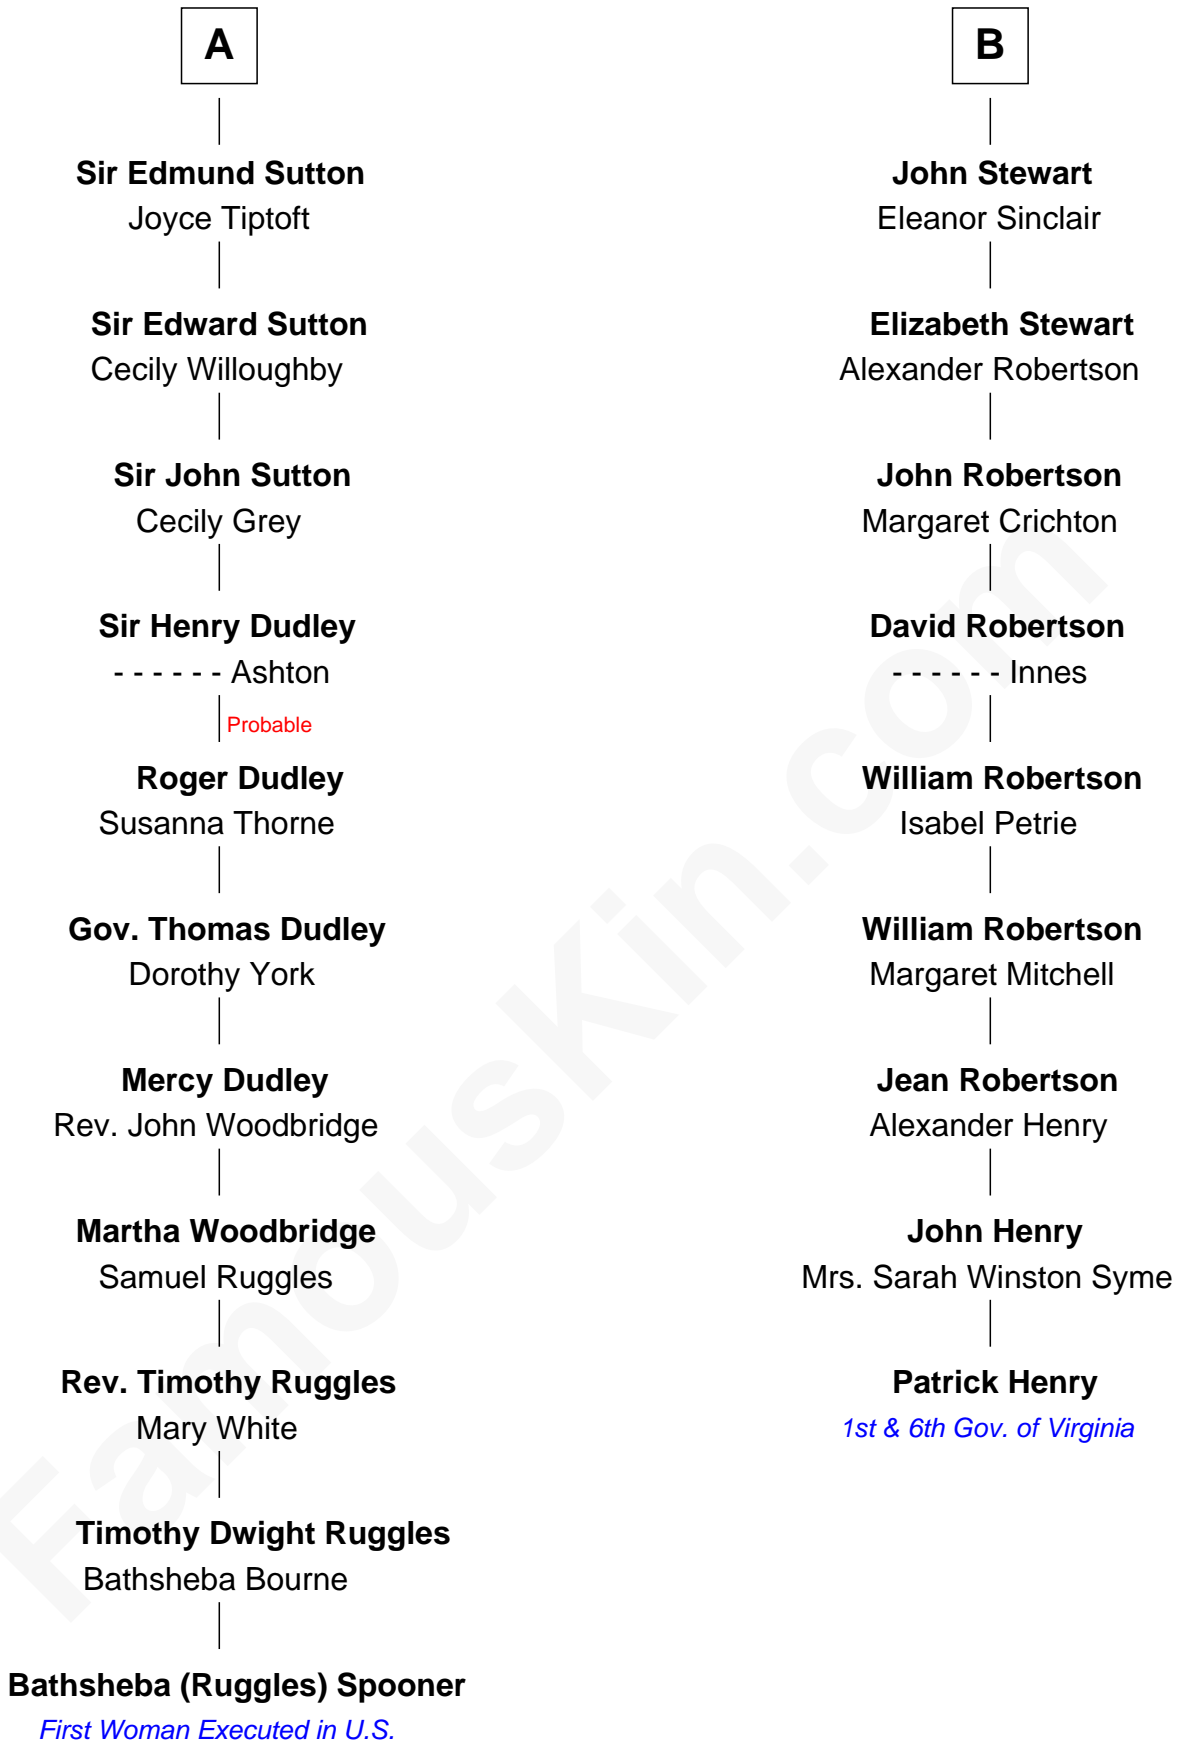 A
Sir Edmund Sutton
Joyce Tiptoft
Sir Edward Sutton
Cecily Willoughby
Sir John Sutton
Cecily Grey
Sir Henry Dudley
- - - - - - Ashton
Probable
Roger Dudley
Susanna Thorne
Gov. Thomas Dudley
Dorothy York
Mercy Dudley
Rev. John Woodbridge
Martha Woodbridge
Samuel Ruggles
Rev. Timothy Ruggles
Mary White
Timothy Dwight Ruggles
Bathsheba Bourne
Bathsheba (Ruggles) Spooner
First Woman Executed in U.S.
B
John Stewart
Eleanor Sinclair
Elizabeth Stewart
Alexander Robertson
John Robertson
Margaret Crichton
David Robertson
- - - - - - Innes
William Robertson
Isabel Petrie
William Robertson
Margaret Mitchell
Jean Robertson
Alexander Henry
John Henry
Mrs. Sarah Winston Syme
Patrick Henry
1st & 6th Gov. of Virginia
FamousKin.com